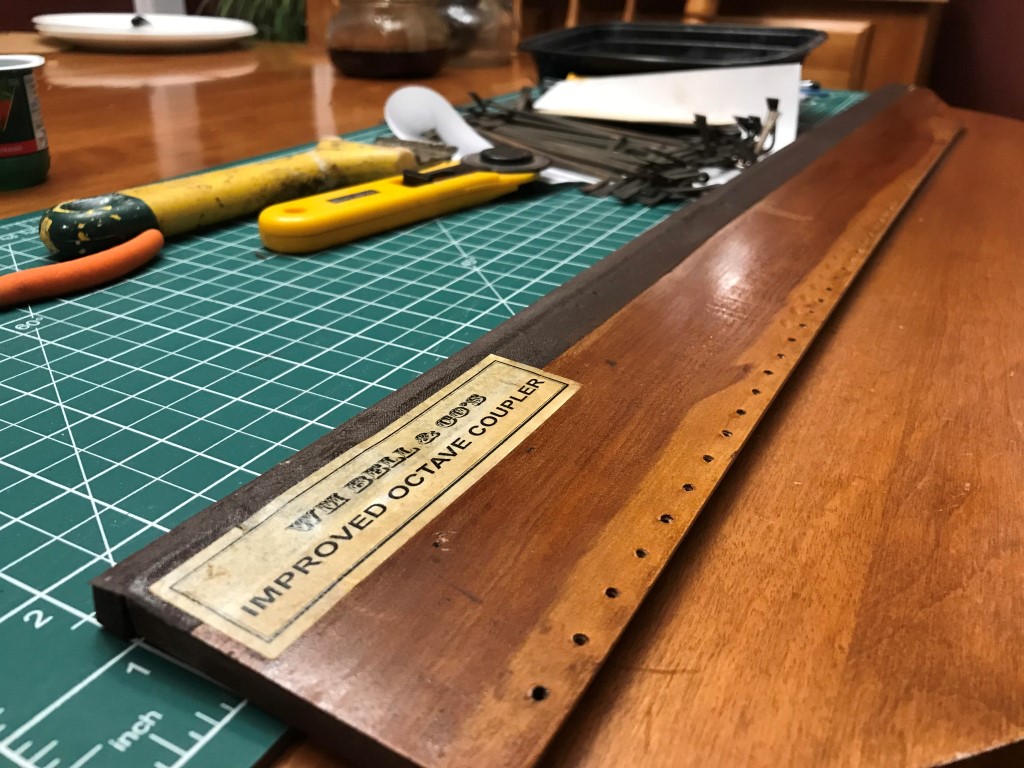 WM BELL & CO'S
IMPROVED OCTAVE COUPLER
2
1
inch